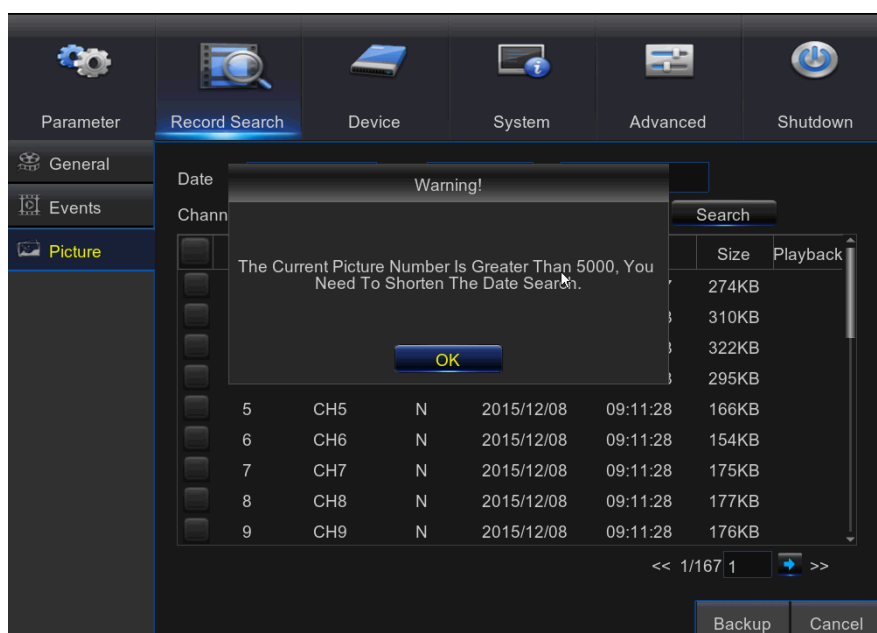 Parameter
Record Search
Device
System
Advanced
Shutdown
General
Events
Picture
Date
Chann
Search
Warning!
The Current Picture Number Is Greater Than 5000, You
Need To Shorten The Date Search.
OK
Size Playback
274KB
310KB
322KB
295KB
5 CH5 N 2015/12/08 09:11:28 166KB
6 CH6 N 2015/12/08 09:11:28 154KB
7 CH7 N 2015/12/08 09:11:28 175KB
8 CH8 N 2015/12/08 09:11:28 177KB
9 CH9 N 2015/12/08 09:11:28 176KB
<< 1/167 1 >>
Backup Cancel